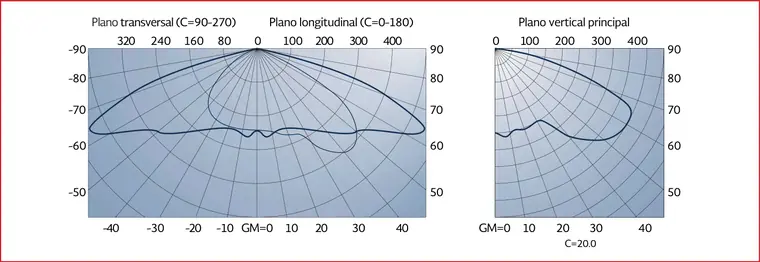 Plano transversal (C=90-270) Plano longitudinal (C=0-180) Plano vertical principal
320 240 160 80 0 100 200 300 400 0 100 200 300 400
-90 90 90
-80 80 80
-70 70 70
-60 60 60
-50 50 50
-40 -30 -20 -10 GM=0 10 20 30 40 GM=0 10 20 30 40
C=20.0